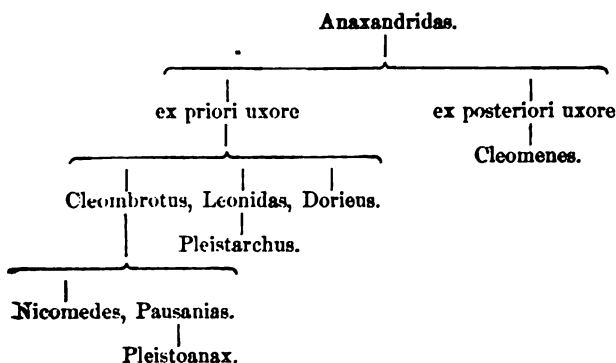 Anaxandridas.
ex priori uxore ex posteriori uxore
Cleomenes.
Cleombrotus, Leonidas, Dorieus.
Pleistarchus.
Nicomedes, Pausanias.
Pleistoanax.